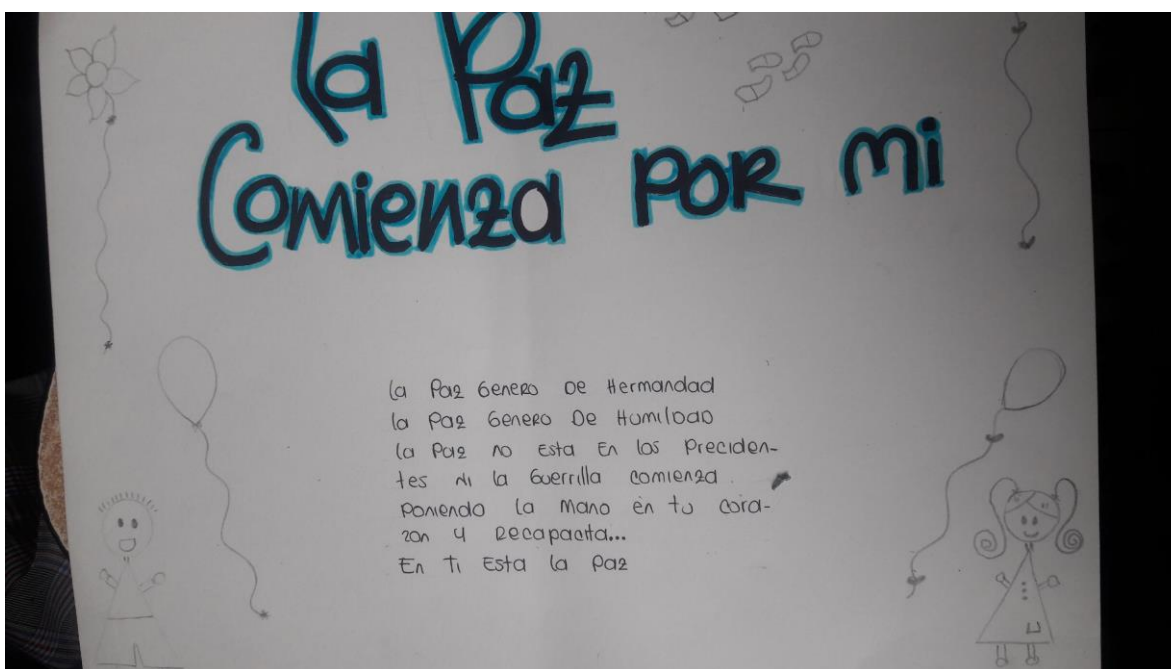 La Paz
Comienza POR mi
La Paz Genero De Hermandad
la Paz Genero De Humildad
la Paz no Esta En los Preciden-
tes Ni la Guerrilla comienza
Poniendo la Mano en tu cora-
zon y Recapacita...
En Ti Esta la Paz